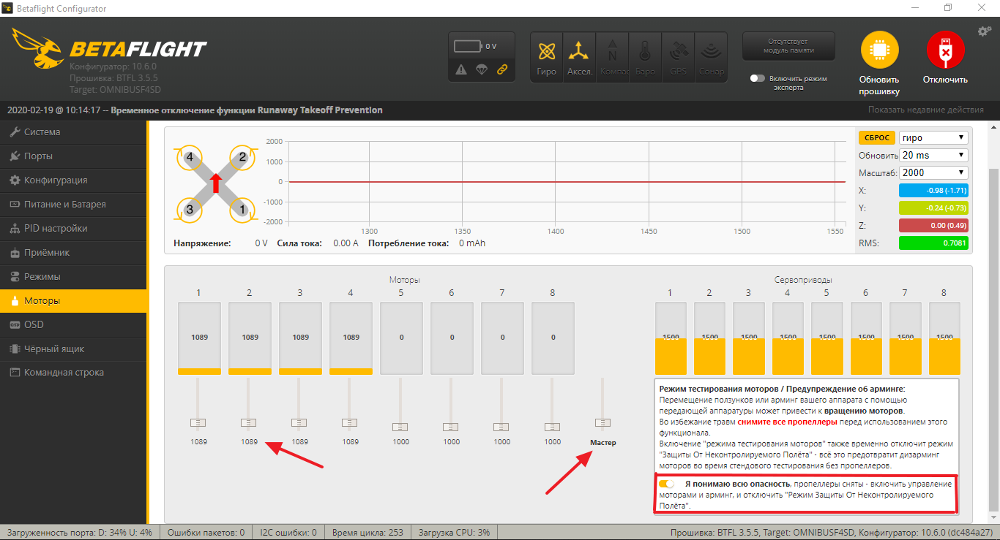 Betaflight Configurator
BETAFLIGHT
Конфигуратор: 10.6.0
Прошивка: BTFL 3.5.5
Target: OMNIBUSF4SD
0 V
Гиро
Аксел.
N
Компас
Баро
GPS
Сонар
Отсутствует
модуль памяти
Включить режим
эксперта
Обновить
прошивку
Отключить
2020-02-19 @ 10:14:17 -- Временное отключение функции Runaway Takeoff Prevention
Показать недавние действия
Система
Порты
Конфигурация
Питание и Батарея
PID настройки
Приёмник
Режимы
Моторы
OSD
OSD
Чёрный ящик
Командная строка
4 2
3 1
2000
1000
0
-1000
-2000
1300 1350 1400 1450 1500 1550
СБРОС гиро
Обновить 20 ms
Масштаб: 2000
X: -0.98 (-1.71)
Y: -0.24 (-0.73)
Z: 0.00 (0.49)
RMS: 0.7081
Напряжение: 0 V Сила тока: 0.00 A Потребление тока: 0 mAh
Моторы
1 2 3 4 5 6 7 8
1089 1089 1089 1089 0 0 0 0
1089 1089 1089 1089 1000 1000 1000 1000 Мастер
Сервоприводы
1 2 3 4 5 6 7 8
1500 1500 1500 1500 1500 1500 1500 1500
Режим тестирования моторов / Предупреждение об арминге:
Перемещение ползунков или арминг вашего аппарата с помощью
передающей аппаратуры может привести к вращению моторов.
Во избежание травм снимите все пропеллеры перед использованием этого
функционала.
Включение "режима тестирования моторов" также временно отключит режим
"Защиты От Неконтролируемого Полёта" - всё это предотвратит дизарминг
моторов во время стендового тестирования без пропеллеров.
Я понимаю всю опасность, пропеллеры сняты - включить управление
моторами и арминг, и отключить "Режим Защиты От Неконтролируемого
Полёта".
Загруженность порта: D: 34% U: 4% Ошибки пакетов: 0 I2C ошибки: 0 Время цикла: 253 Загрузка CPU: 3% Прошивка: BTFL 3.5.5, Target: OMNIBUSF4SD, Конфигуратор: 10.6.0 (dc484a27)